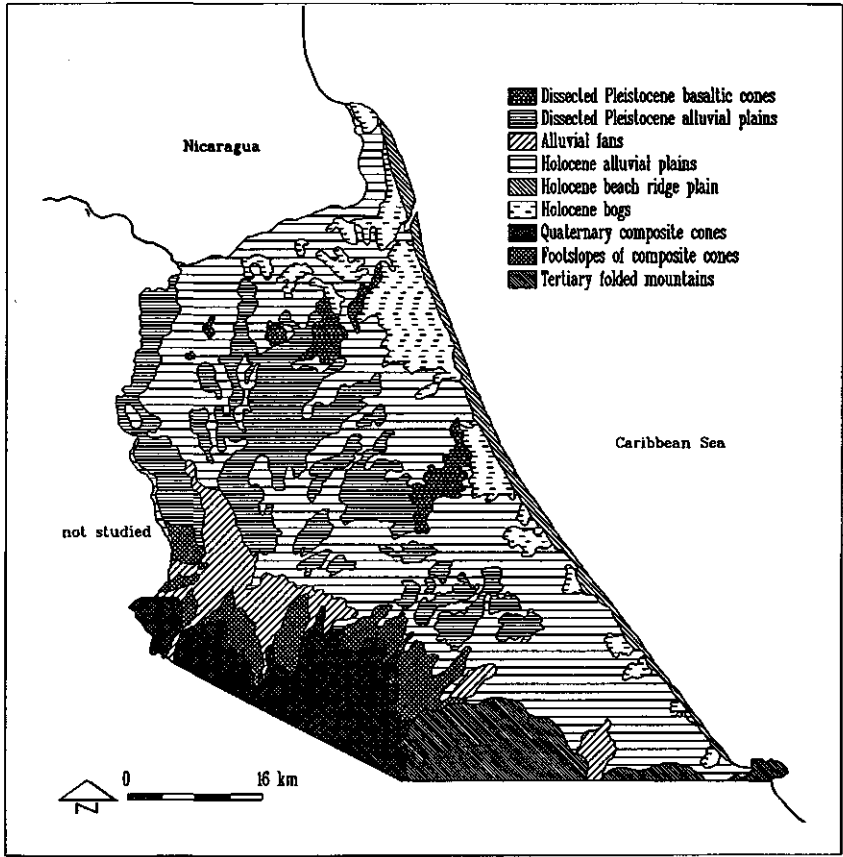 Nicaragua
Dissected Pleistocene basaltic cones
Dissected Pleistocene alluvial plains
Alluvial fans
Holocene alluvial plains
Holocene beach ridge plain
Holocene bogs
Quaternary composite cones
Footslopes of composite cones
Tertiary folded mountains
Caribbean Sea
not studied
N
0 16 km